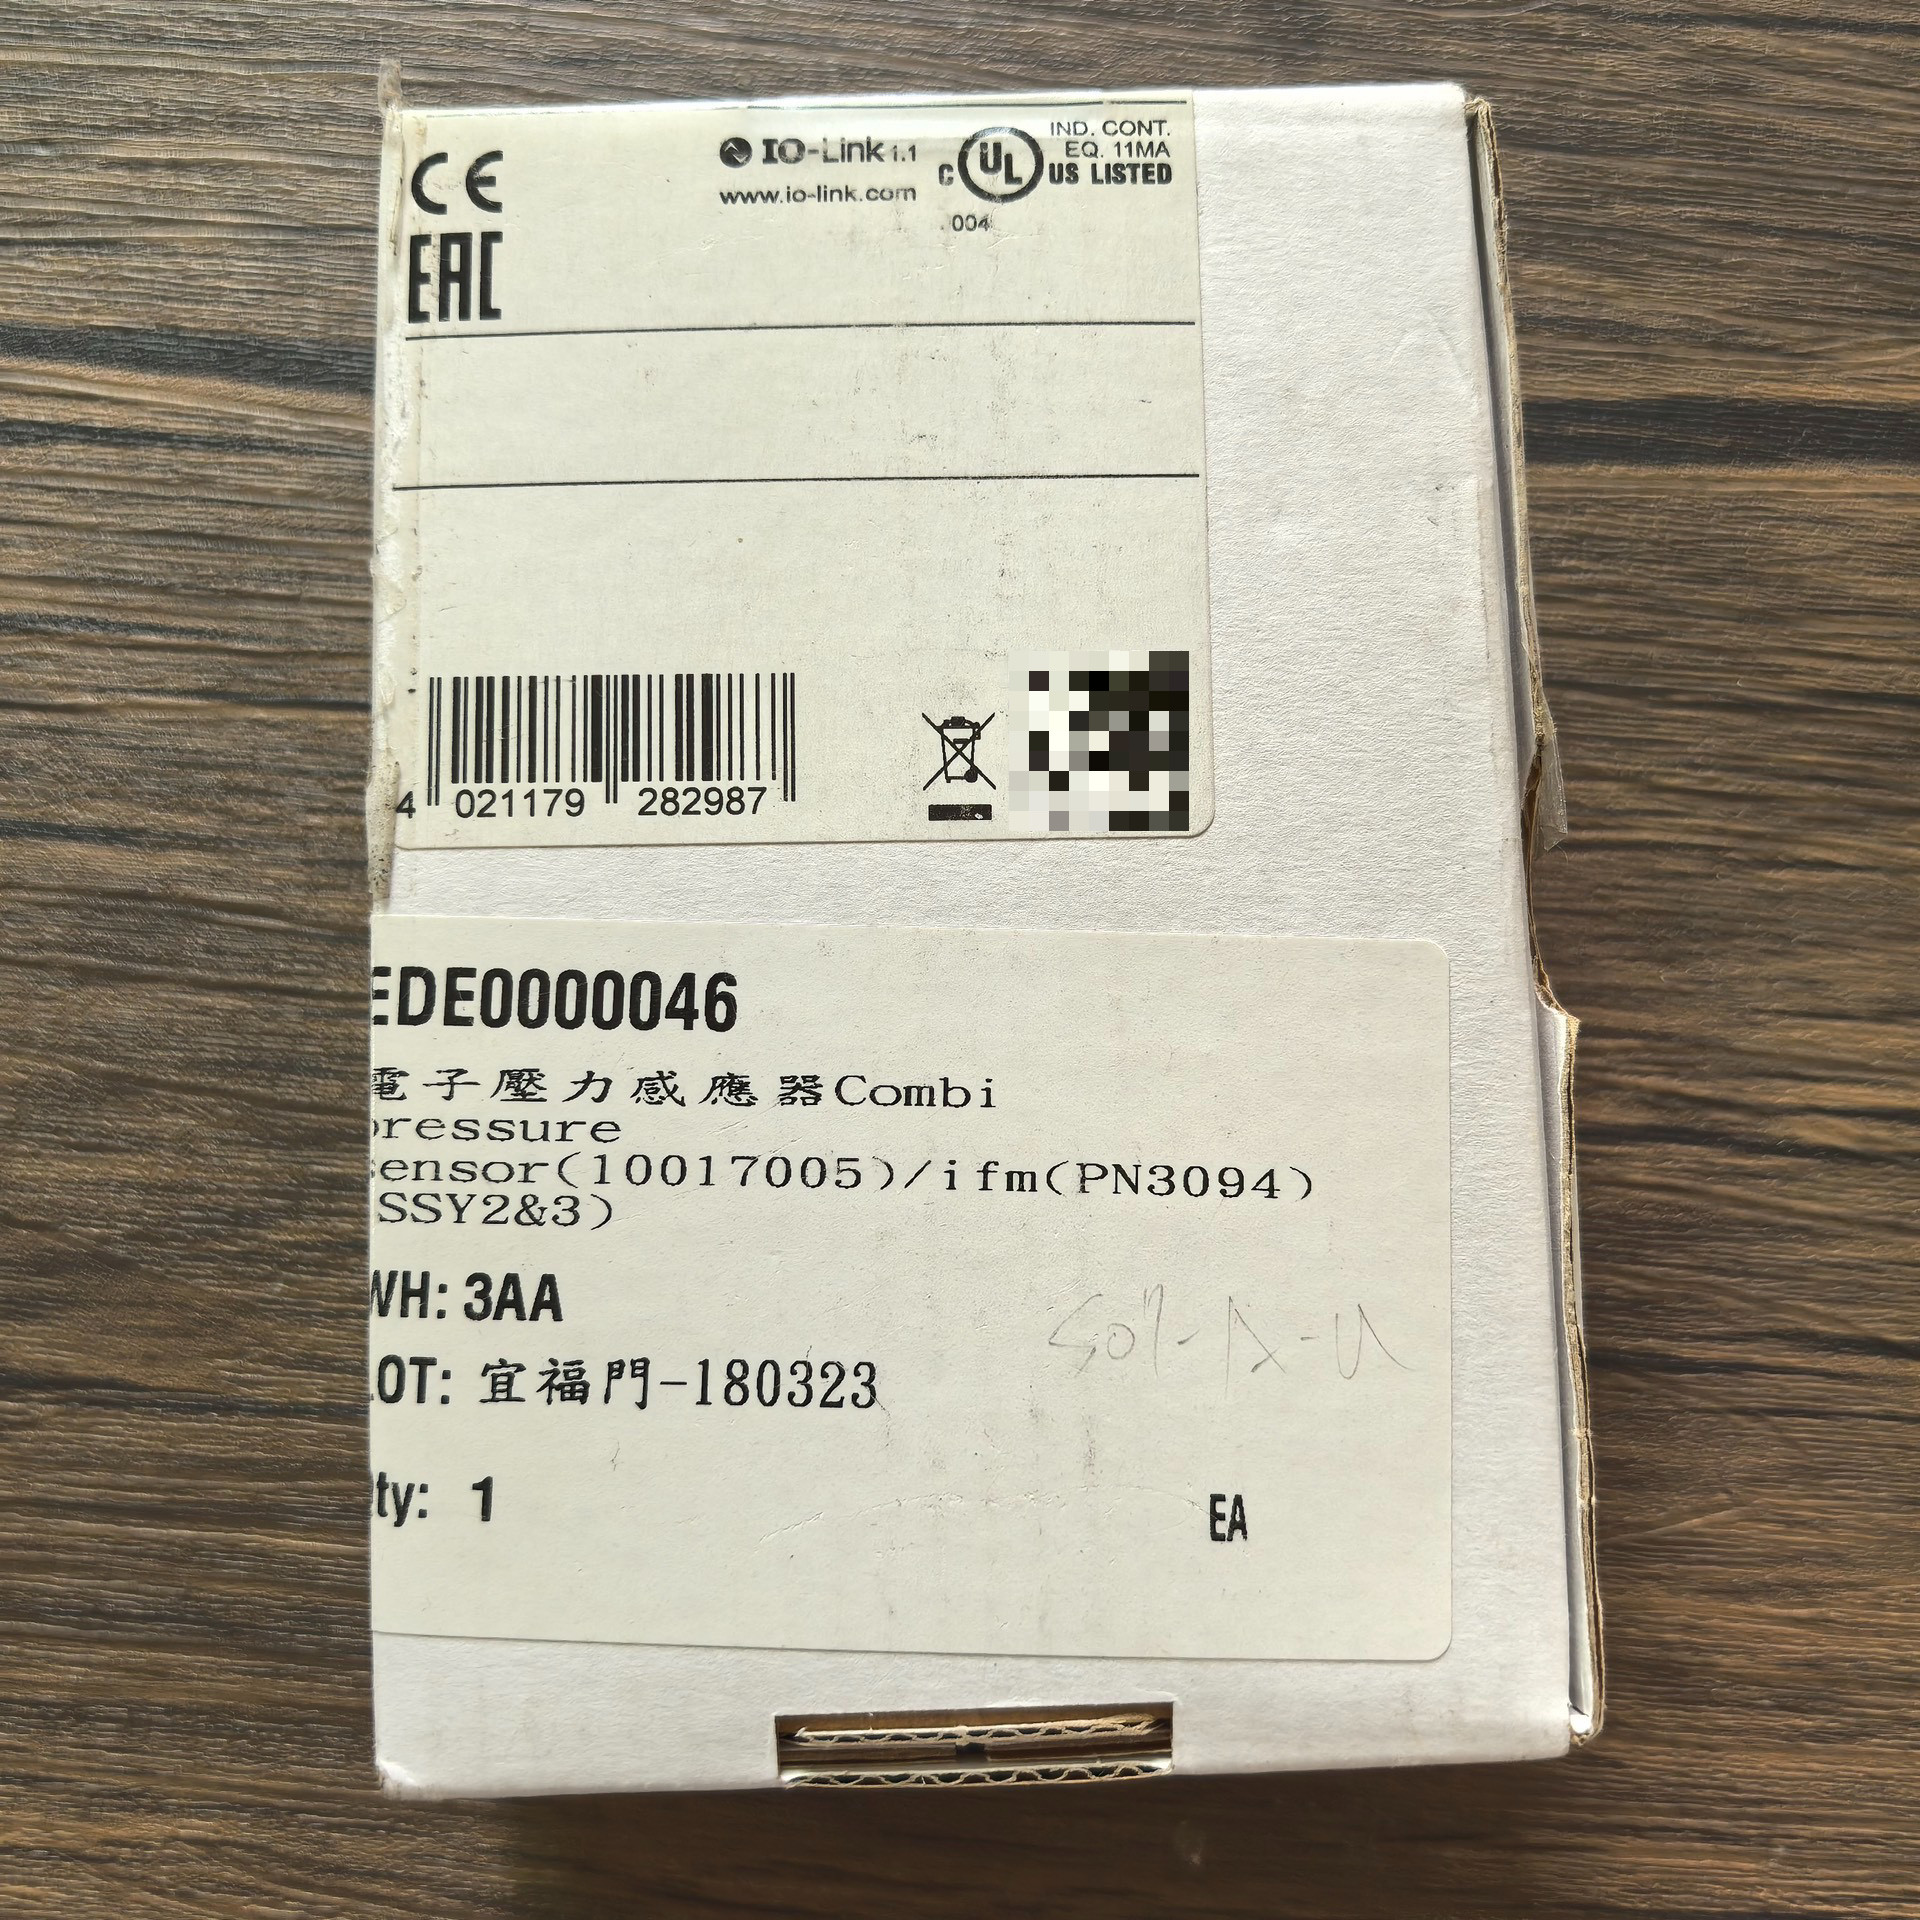 CE
IO-Link 1.1
www.io-link.com
C UL US LISTED
IND. CONT.
EQ. 11MA
004
EAC
4 021179 282987
EDE0000046
電子壓力感應器Combi
pressure
sensor(10017005)/ifm(PN3094)
SSY2&3)
WH: 3AA
LOT: 宜福門-180323
ty: 1
EA